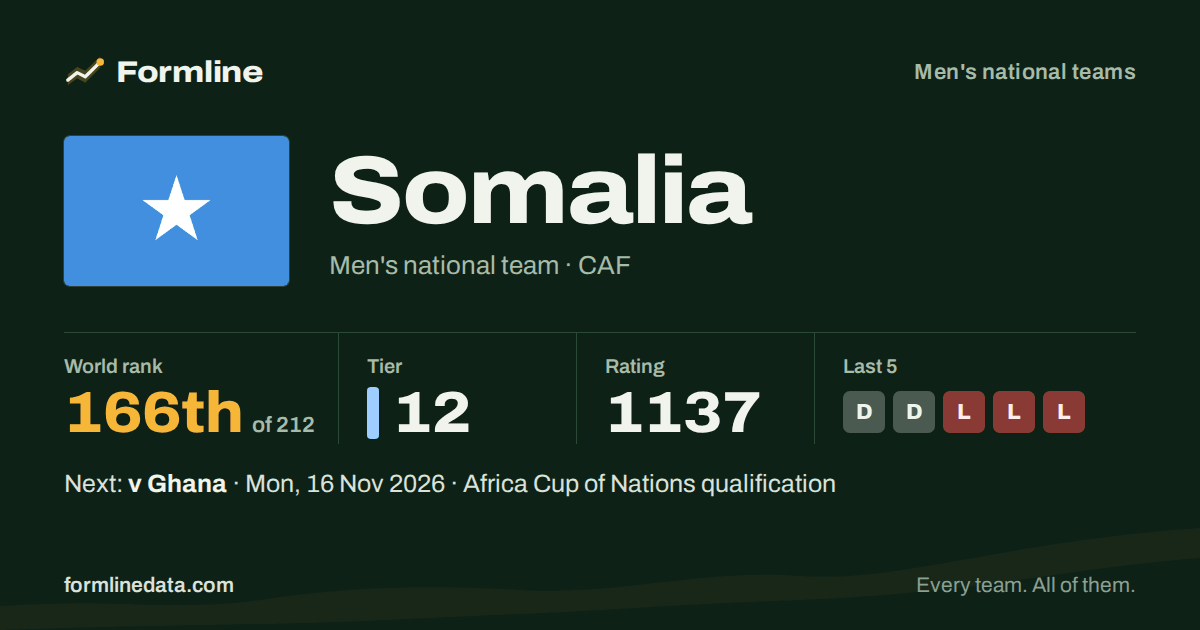 Formline
Men's national teams
Somalia
Men's national team · CAF
World rank
166th of 212
Tier
12
Rating
1137
Last 5
D D L L L
Next: v Ghana · Mon, 16 Nov 2026 · Africa Cup of Nations qualification
formlinedata.com
Every team. All of them.